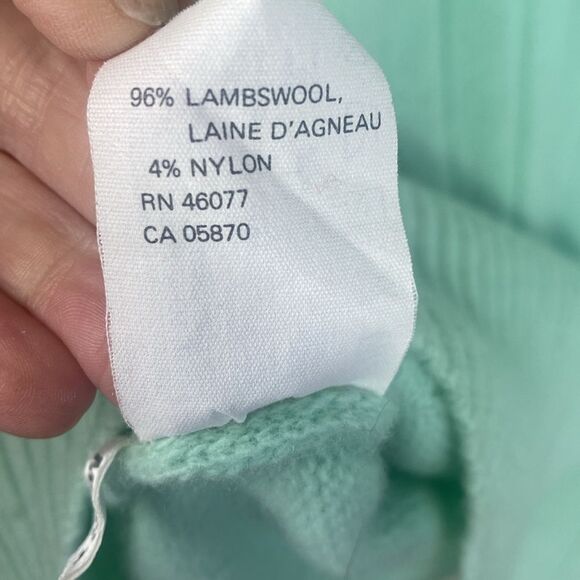 96% LAMBSWOOL,
LAINE D'AGNEAU
4% NYLON
RN 46077
CA 05870